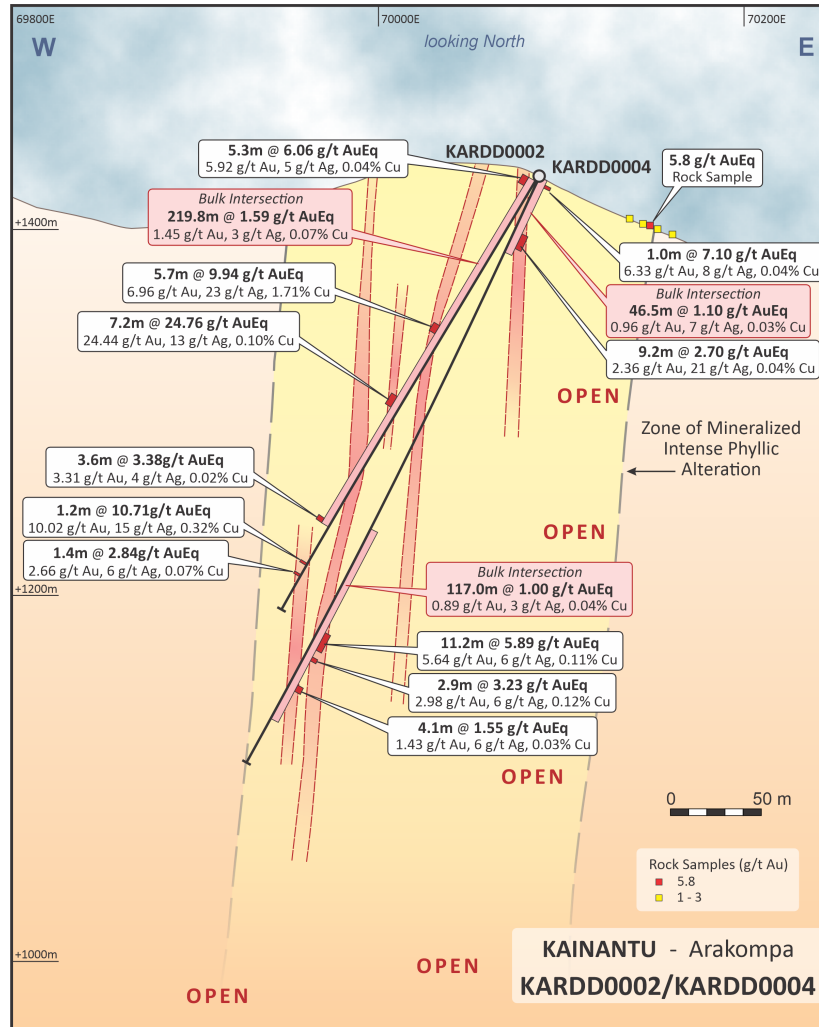 69800E
70000E
70200E
W
looking North
E
KARDD0002
KARDD0004
5.3m @ 6.06 g/t AuEq
5.92 g/t Au, 5 g/t Ag, 0.04% Cu
5.8 g/t AuEq
Rock Sample
Bulk Intersection
219.8m @ 1.59 g/t AuEq
1.45 g/t Au, 3 g/t Ag, 0.07% Cu
+1400m
1.0m @ 7.10 g/t AuEq
6.33 g/t Au, 8 g/t Ag, 0.04% Cu
5.7m @ 9.94 g/t AuEq
6.96 g/t Au, 23 g/t Ag, 1.71% Cu
Bulk Intersection
46.5m @ 1.10 g/t AuEq
0.96 g/t Au, 7 g/t Ag, 0.03% Cu
7.2m @ 24.76 g/t AuEq
24.44 g/t Au, 13 g/t Ag, 0.10% Cu
9.2m @ 2.70 g/t AuEq
2.36 g/t Au, 21 g/t Ag, 0.04% Cu
OPEN
Zone of Mineralized
Intense Phyllic
Alteration
3.6m @ 3.38g/t AuEq
3.31 g/t Au, 4 g/t Ag, 0.02% Cu
1.2m @ 10.71g/t AuEq
10.02 g/t Au, 15 g/t Ag, 0.32% Cu
OPEN
1.4m @ 2.84g/t AuEq
2.66 g/t Au, 6 g/t Ag, 0.07% Cu
+1200m
Bulk Intersection
117.0m @ 1.00 g/t AuEq
0.89 g/t Au, 3 g/t Ag, 0.04% Cu
11.2m @ 5.89 g/t AuEq
5.64 g/t Au, 6 g/t Ag, 0.11% Cu
2.9m @ 3.23 g/t AuEq
2.98 g/t Au, 6 g/t Ag, 0.12% Cu
4.1m @ 1.55 g/t AuEq
1.43 g/t Au, 6 g/t Ag, 0.03% Cu
OPEN
0 50 m
Rock Samples (g/t Au)
5.8
1 - 3
+1000m
OPEN
OPEN
KAINANTU - Arakompa
KARDD0002/KARDD0004